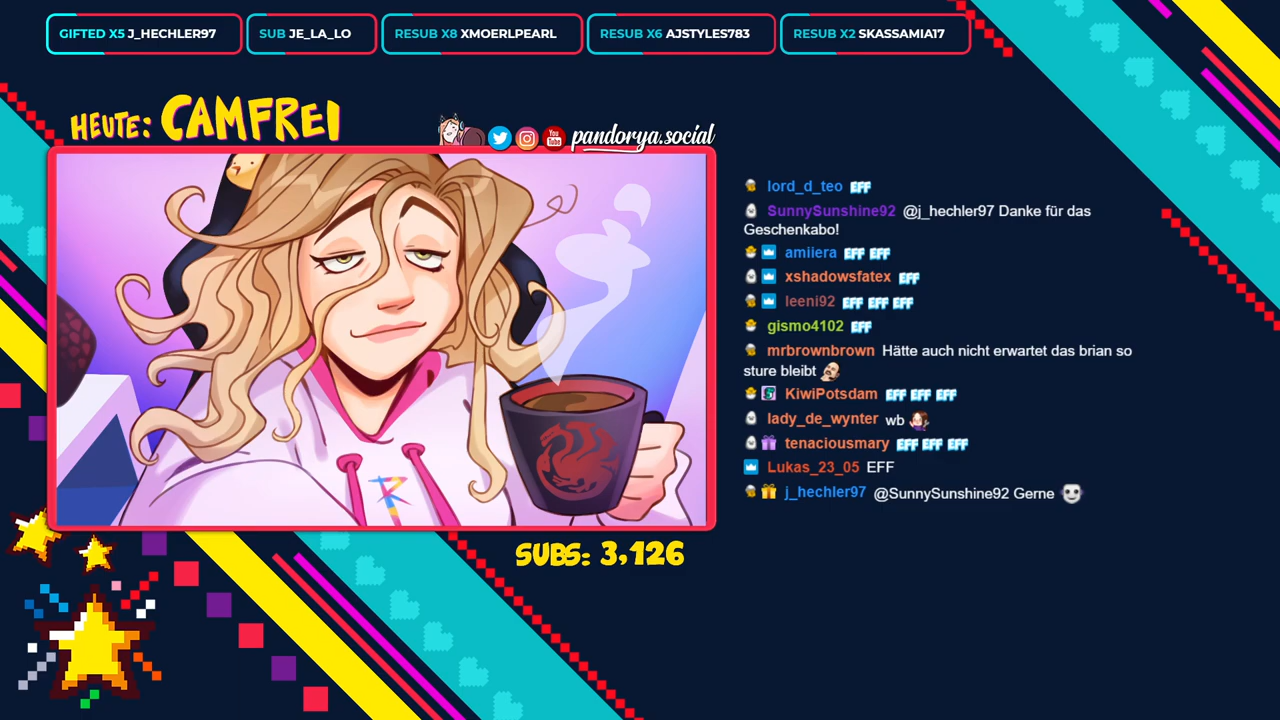 GIFTED X5 J_HECHLER97 SUB JE_LA_LO RESUB X8 XMOERLPEARL RESUB X6 AJSTYLES783 RESUB X2 SKASSAMIA17
HEUTE: CAMFREI
You Tube pandorya.social
lord_d_teo EFF
SunnySunshine92 @j_hechler97 Danke für das
Geschenkabo!
amiiera EFF EFF
xshadowsfatex EFF
leeni92 EFF EFF EFF
gismo4102 EFF
mrbrownbrown Hätte auch nicht erwartet das brian so
sture bleibt
KiwiPotsdam EFF EFF EFF
lady_de_wynter wb
tenaciousmary EFF EFF EFF
Lukas_23_05 EFF
j_hechler97 @SunnySunshine92 Gerne
R
SUBS: 3,126